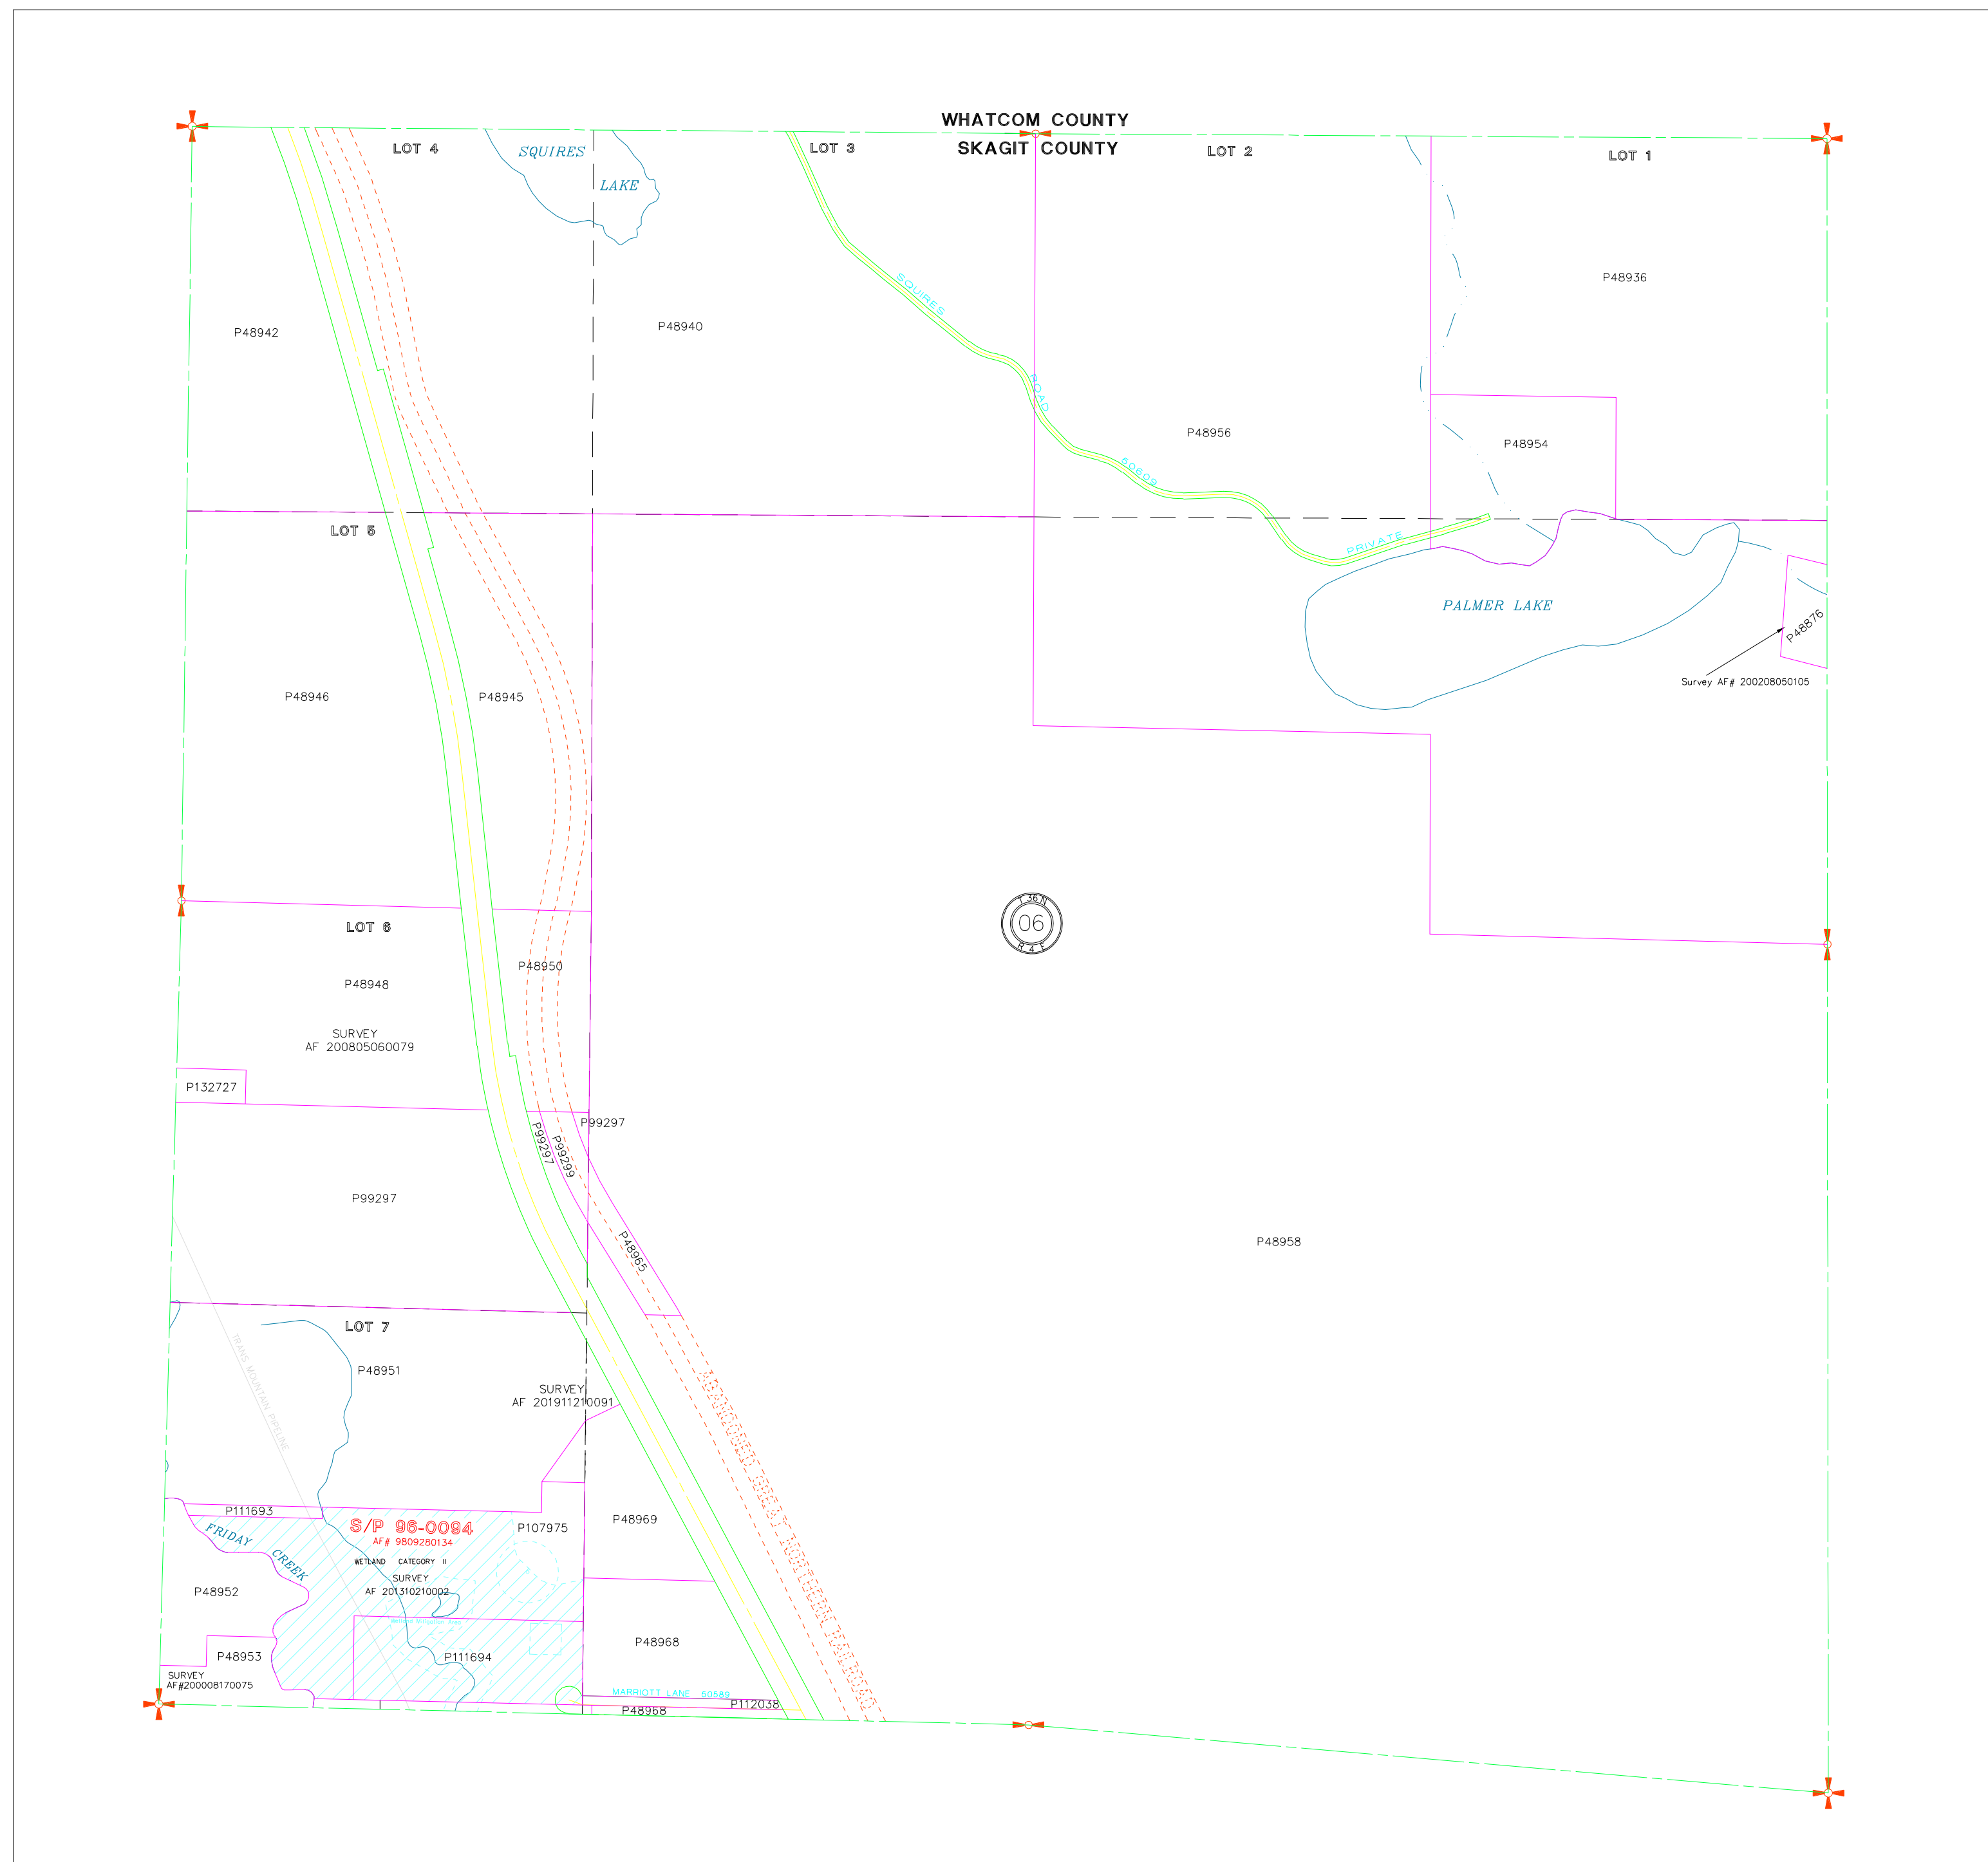 WHATCOM COUNTY
SKAGIT COUNTY
LOT 4
SQUIRES
LAKE
LOT 3
LOT 2
LOT 1
P48942
P48940
SQUIRES
ROAD
60609
PRIVATE
P48956
P48936
P48954
LOT 5
PALMER LAKE
P48876
Survey AF# 200208050105
P48946
P48945
T 36 N
06
R 4 E
LOT 6
P48950
P48948
SURVEY
AF 200805060079
P132727
P99297
P99297
P99299
P99297
P48965
P48958
TRANS MOUNTAIN PIPELINE
LOT 7
P48951
SURVEY
AF 201911210091
P111693
FRIDAY
CREEK
S/P 96-0094
AF# 9809280134
WETLAND CATEGORY II
SURVEY
AF 201310210002
P107975
P48969
P48952
P48953
P111694
P48968
SURVEY
AF#200008170075
MARRIOTT LANE 60589
P112038
P48968